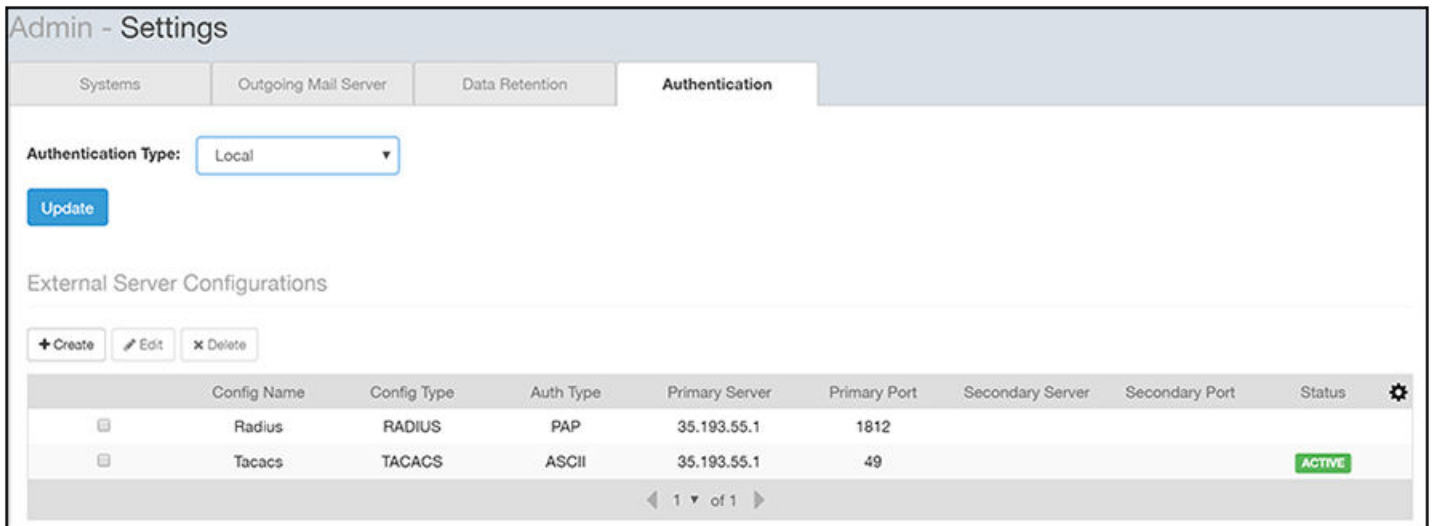 Admin - Settings
Systems Outgoing Mail Server Data Retention Authentication
Authentication Type: Local
Update
External Server Configurations
Create Edit Delete
Config Name Config Type Auth Type Primary Server Primary Port Secondary Server Secondary Port Status
Radius RADIUS PAP 35.193.55.1 1812
Tacacs TACACS ASCII 35.193.55.1 49 ACTIVE
1 of 1